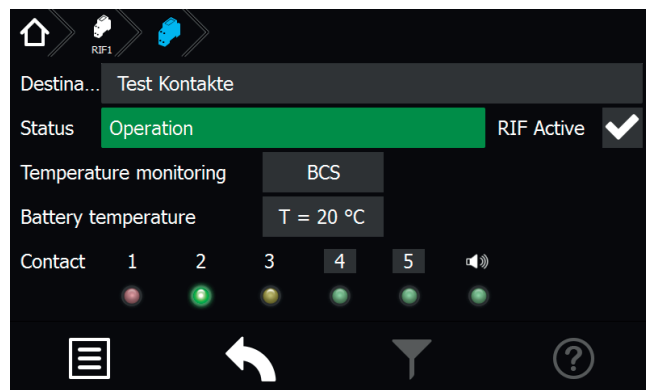 RIF1
Destina... Test Kontakte
Status Operation RIF Active
Temperature monitoring BCS
Battery temperature T = 20 °C
Contact 1 2 3 4 5
?